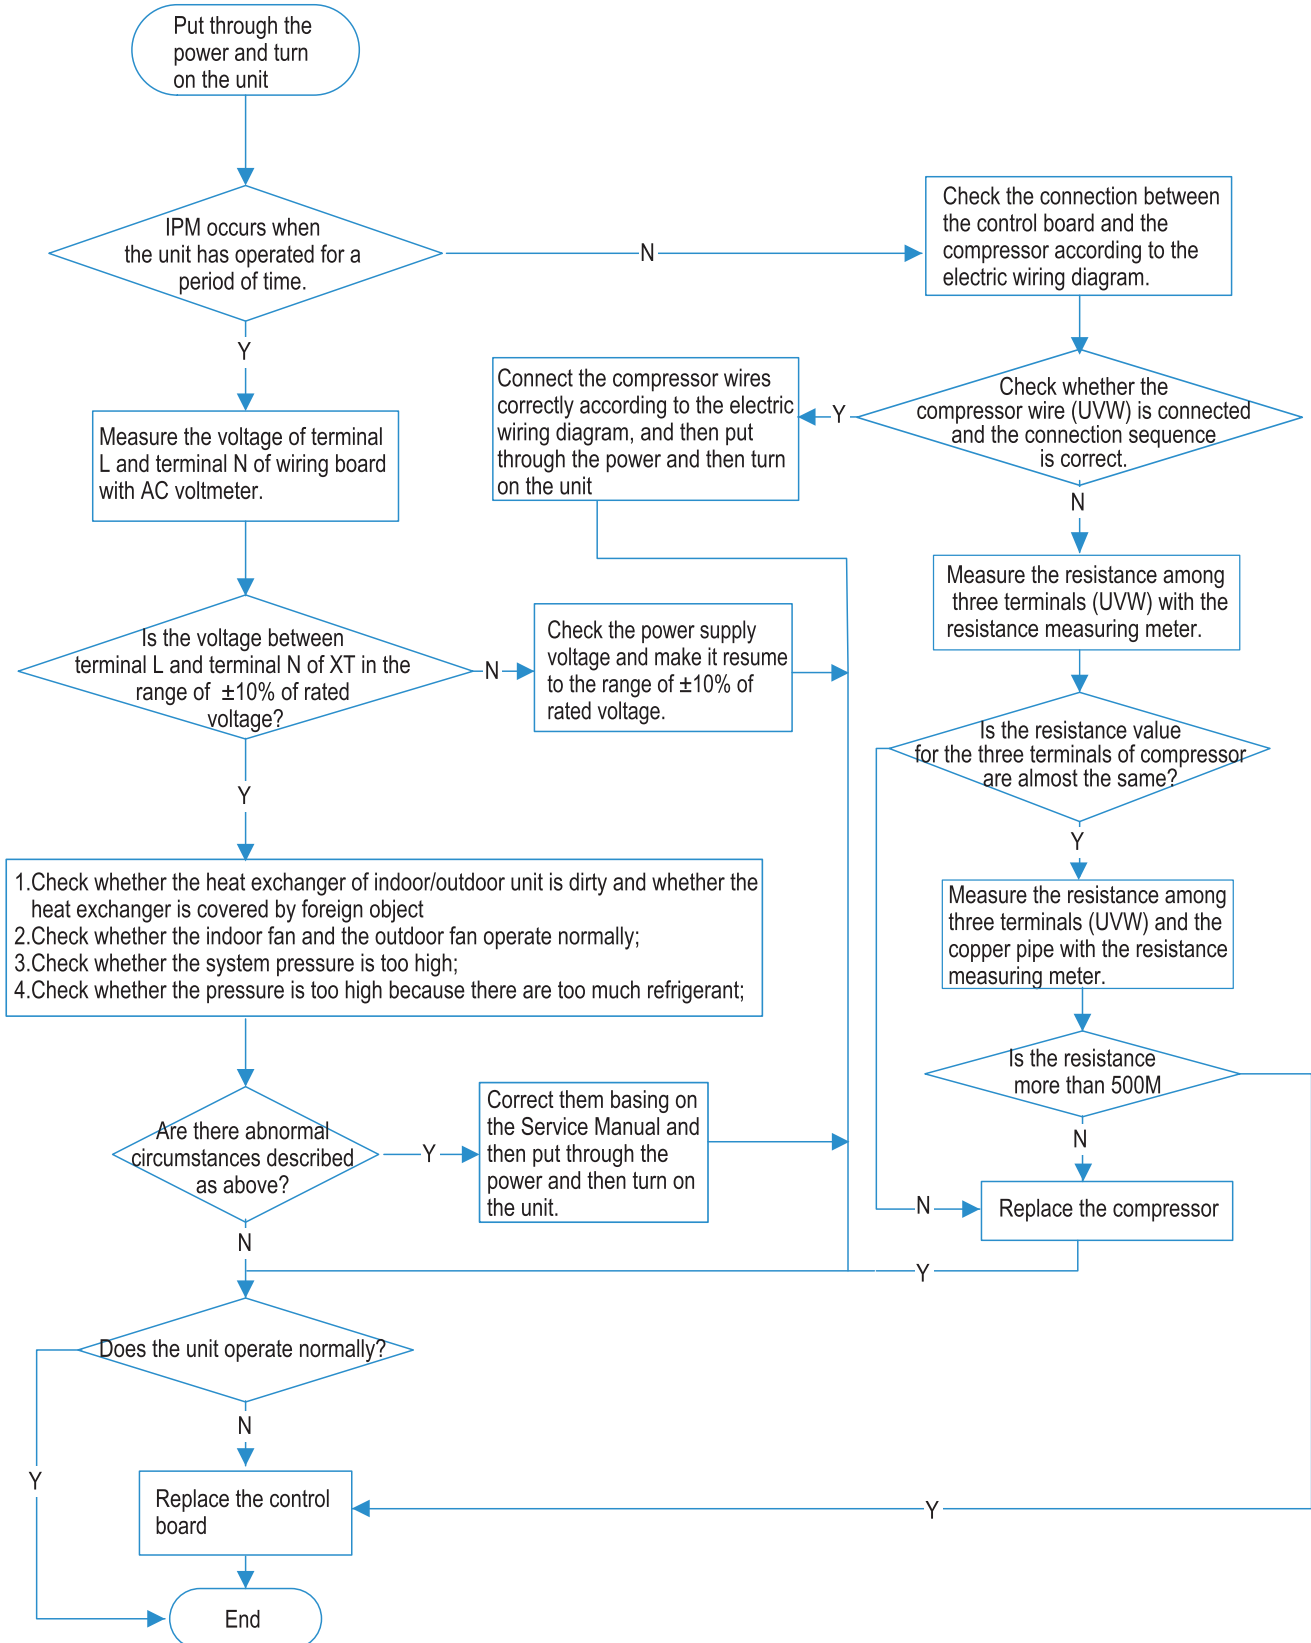 Put through the
power and turn
on the unit
IPM occurs when
the unit has operated for a
period of time.
N
Check the connection between
the control board and the
compressor according to the
electric wiring diagram.
Y
Measure the voltage of terminal
L and terminal N of wiring board
with AC voltmeter.
Connect the compressor wires
correctly according to the electric
wiring diagram, and then put
through the power and then turn
on the unit
Y
Check whether the
compressor wire (UVW) is connected
and the connection sequence
is correct.
N
Measure the resistance among
three terminals (UVW) with the
resistance measuring meter.
Is the voltage between
terminal L and terminal N of XT in the
range of ±10% of rated
voltage?
N
Check the power supply
voltage and make it resume
to the range of ±10% of
rated voltage.
Is the resistance value
for the three terminals of compressor
are almost the same?
Y
Y
1.Check whether the heat exchanger of indoor/outdoor unit is dirty and whether the
heat exchanger is covered by foreign object
2.Check whether the indoor fan and the outdoor fan operate normally;
3.Check whether the system pressure is too high;
4.Check whether the pressure is too high because there are too much refrigerant;
Measure the resistance among
three terminals (UVW) and the
copper pipe with the resistance
measuring meter.
Is the resistance
more than 500M
Are there abnormal
circumstances described
as above?
Y
Correct them basing on
the Service Manual and
then put through the
power and then turn on
the unit.
N
N
Replace the compressor
N
Y
Does the unit operate normally?
N
Y
Replace the control
board
Y
End